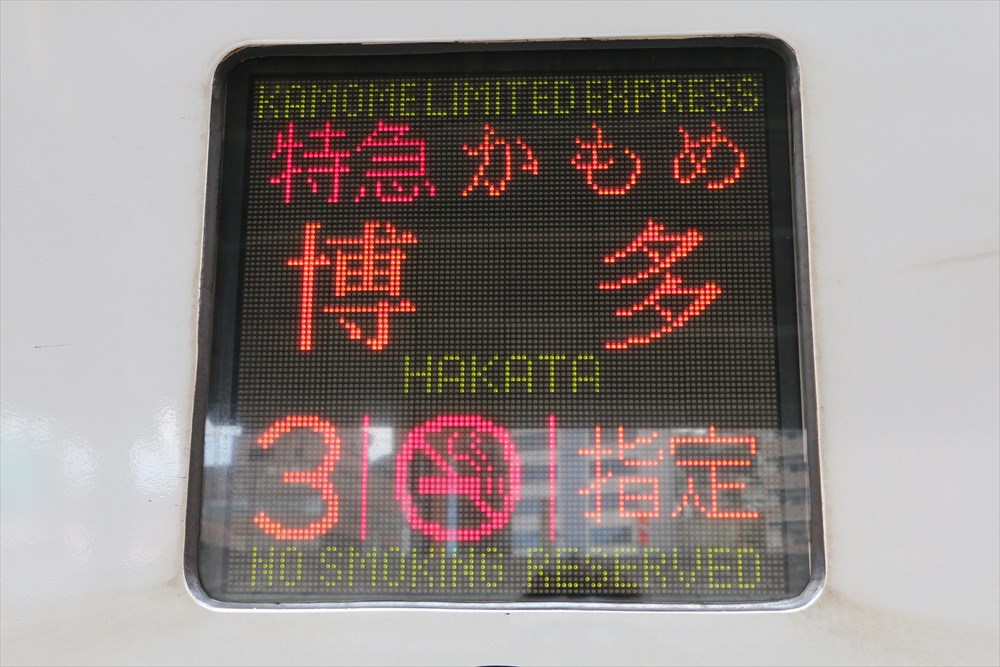 KAMOME LIMITED EXPRESS
特急 かもめ
博多
HAKATA
3 指定
NO SMOKING RESERVED